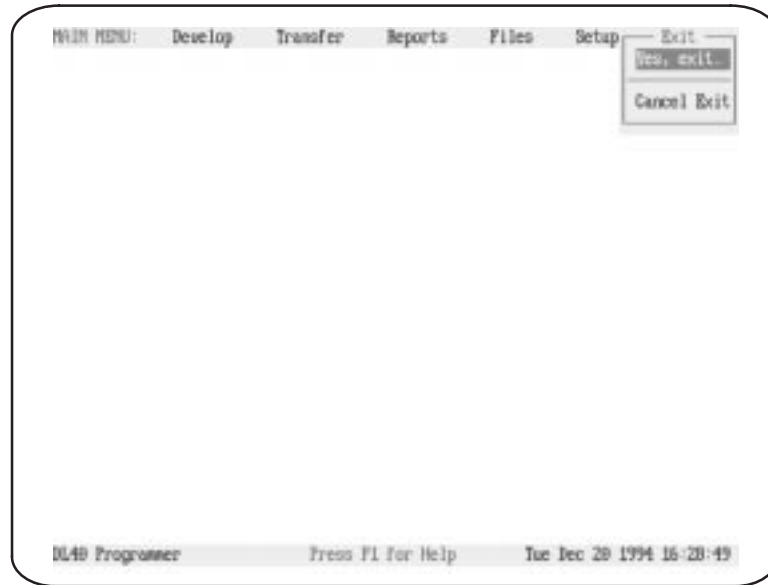 MAIN MENU: Develop Transfer Reports Files Setup Exit
Yes, exit.
Cancel Exit
DL40 Programmer Press F1 for Help Tue Dec 20 1994 16:28:49